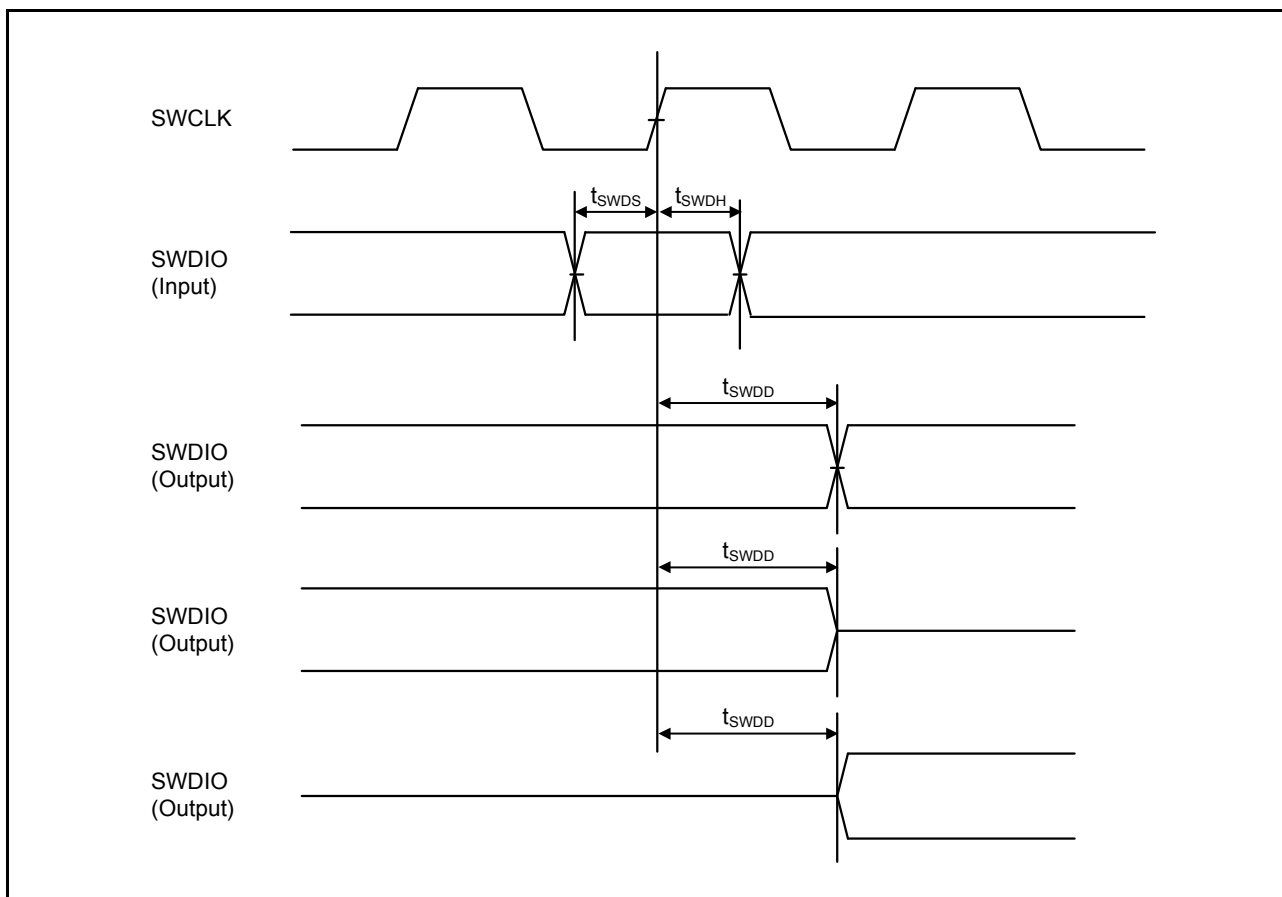 SWCLK
tSWDS
tSWDH
SWDIO
(Input)
tSWDD
SWDIO
(Output)
tSWDD
SWDIO
(Output)
tSWDD
SWDIO
(Output)